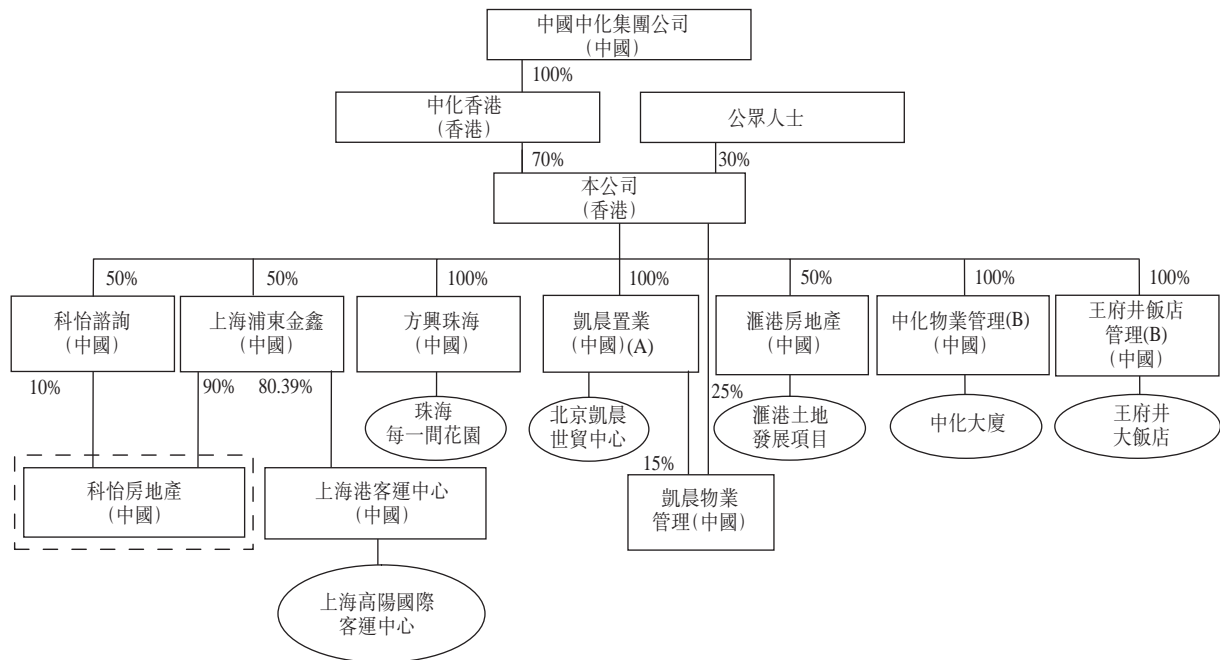 中國中化集團公司
(中國)
100%
中化香港
(香港)
公眾人士
70%
30%
本公司
(香港)
50%
50%
100%
100%
50%
100%
100%
科怡諮詢
(中國)
上海浦東金鑫
(中國)
方興珠海
(中國)
凱晨置業
(中國)(A)
滙港房地產
(中國)
中化物業管理(B)
(中國)
王府井飯店
管理(B)
(中國)
10%
90%
80.39%
25%
珠海
每一間花園
北京凱晨
世貿中心
滙港土地
發展項目
中化大廈
王府井
大飯店
15%
科怡房地產
(中國)
上海港客運中心
(中國)
凱晨物業
管理(中國)
上海高陽國際
客運中心